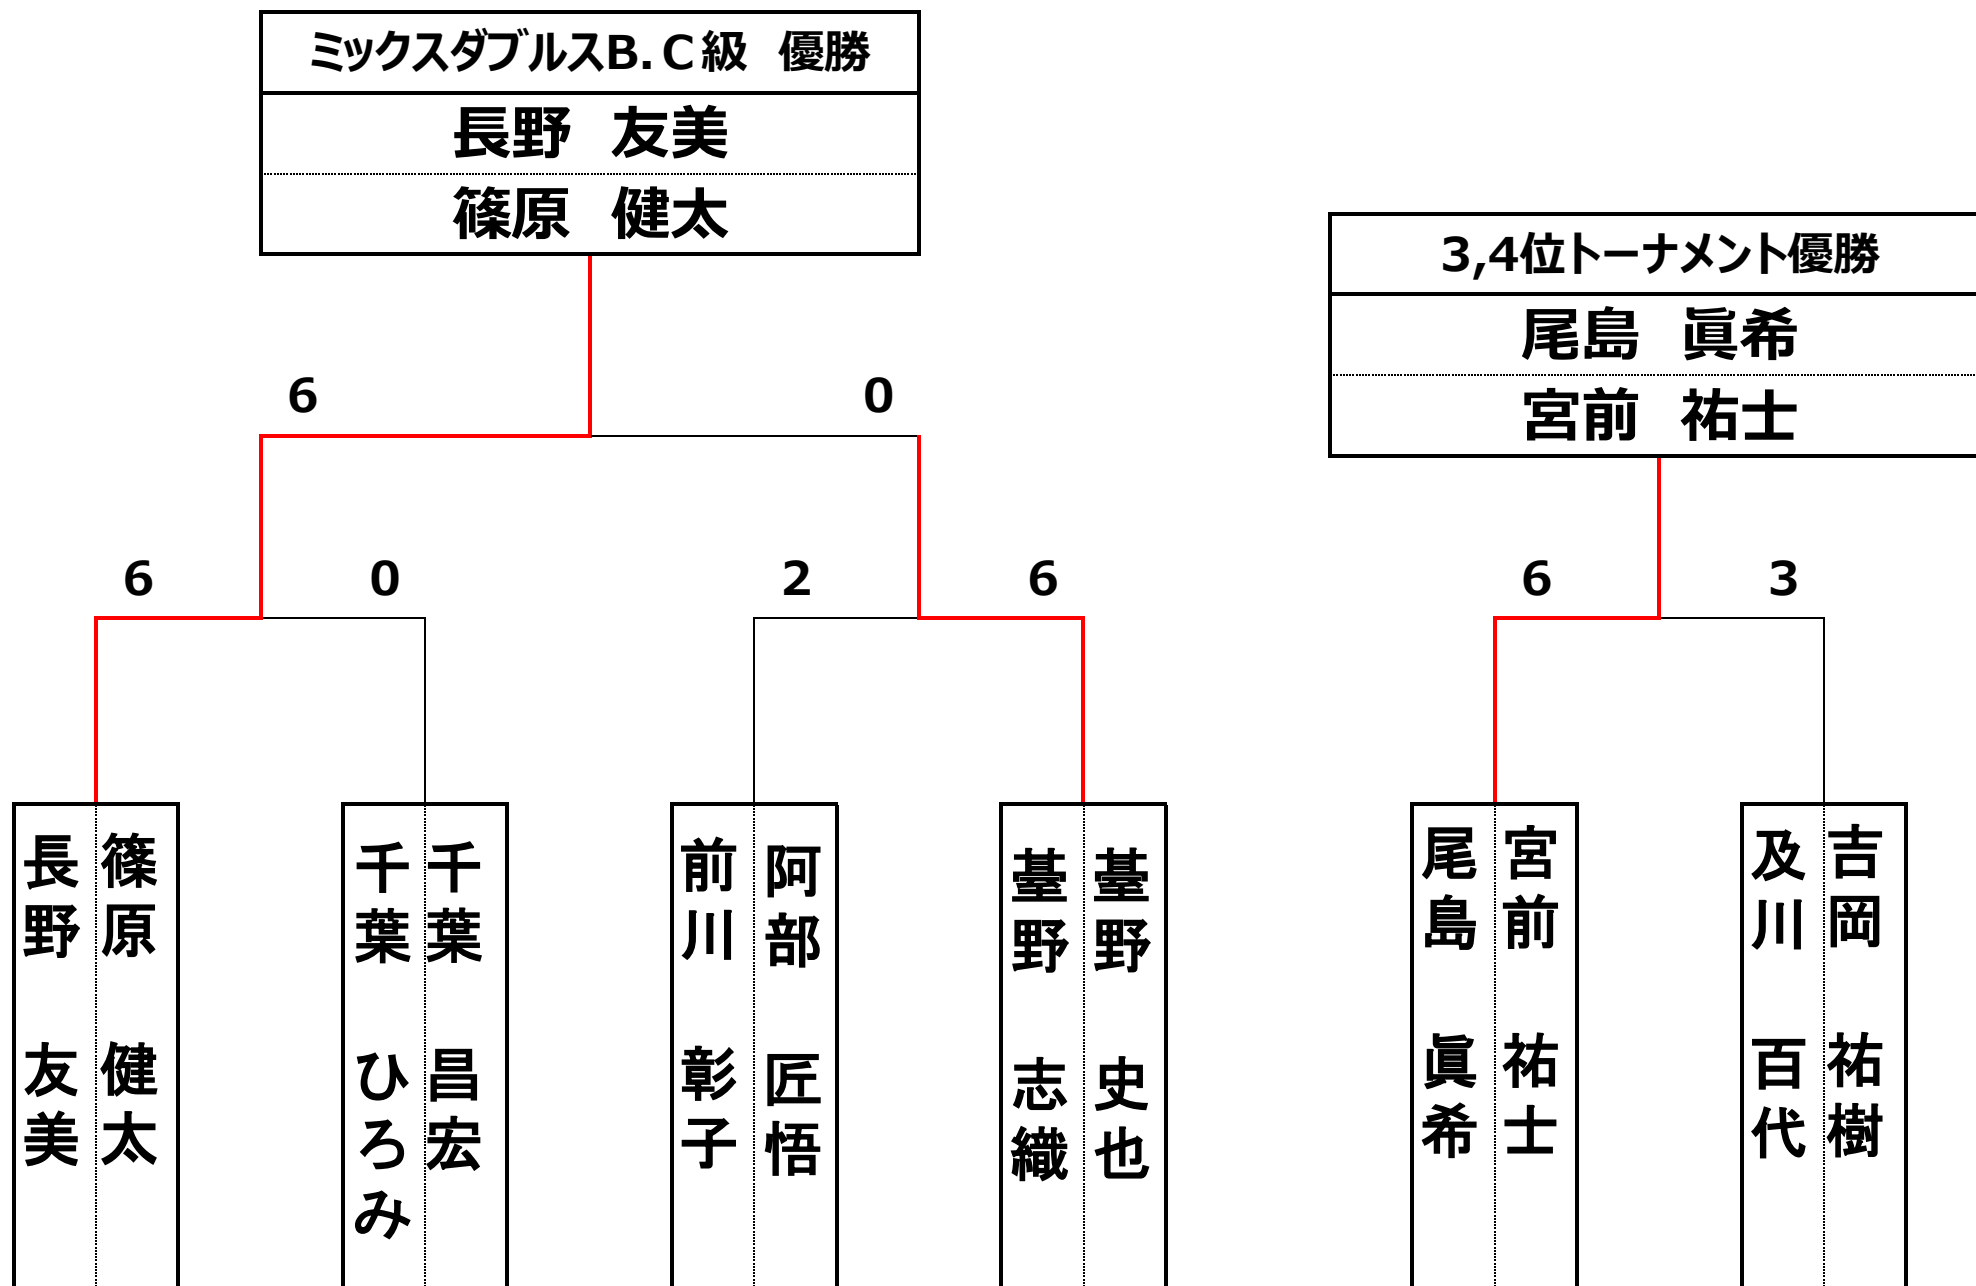 ミックスダブルスB.C級　優勝
長野　友美
篠原　健太
3,4位トーナメント優勝
尾島　眞希
宮前　祐士
6
0
6
0
2
6
6
3
長野　友美
篠原　健太
千葉　ひろみ
千葉　昌宏
前川　彰子
阿部　匠悟
基野　志織
基野　史也
尾島　眞希
宮前　祐士
及川　百代
吉岡　祐樹